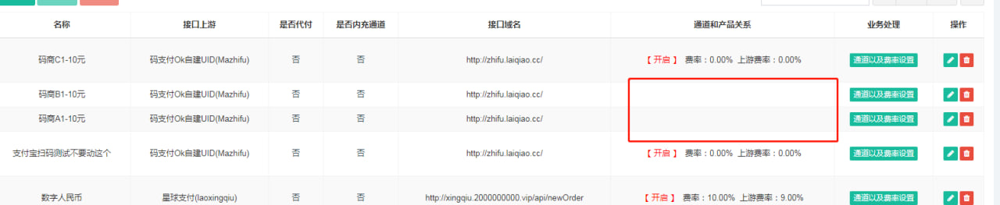 名称 接口上游 是否代付 是否内充通道 接口域名 通道和产品关系 业务处理 操作
码商C1-10元 码支付Ok自建UID(Mazhifu) 否 否 http://zhifu.laiqiao.cc/ 【 开启 】 费率：0.00% 上游费率：0.00% 通道以及费率设置
码商B1-10元 码支付Ok自建UID(Mazhifu) 否 否 http://zhifu.laiqiao.cc/ 通道以及费率设置
码商A1-10元 码支付Ok自建UID(Mazhifu) 否 否 http://zhifu.laiqiao.cc/ 通道以及费率设置
支付宝扫码测试不要动这个 码支付Ok自建UID(Mazhifu) 否 否 http://zhifu.laiqiao.cc/ 【 开启 】 费率：0.00% 上游费率：0.00% 通道以及费率设置
数字人民币 星球支付(laoxingqiu) 否 否 http://xingqiu.2000000000.vip/api/newOrder 【 开启 】 费率：10.00% 上游费率：9.00% 通道以及费率设置